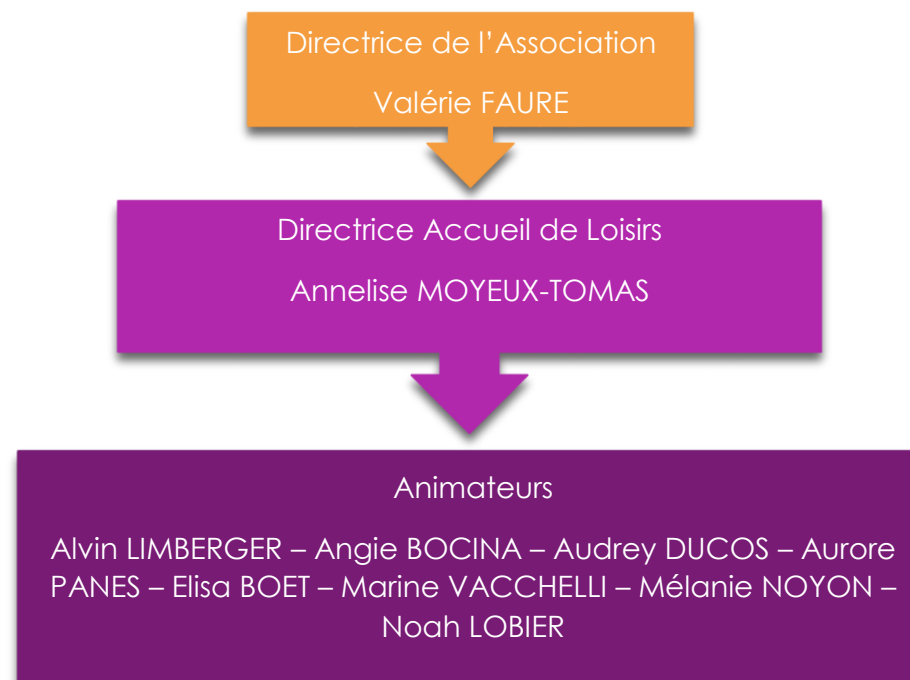 Directrice de l’Association
Valérie FAURE
Directrice Accueil de Loisirs
Annelise MOYEUX-TOMAS
Animateurs
Alvin LIMBERGER – Angie BOCINA – Audrey DUCOS – Aurore
PANES – Elisa BOET – Marine VACCHELLI – Mélanie NOYON –
Noah LOBIER